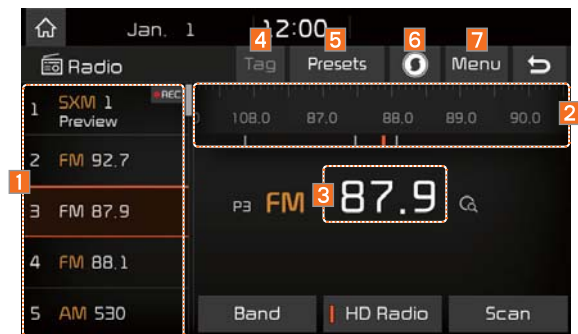 Jan. 1 12:00
4 5 6 7
Radio Tag Presets Menu
1 SXM 1 REC
Preview
108.0 87.0 88.0 89.0 90.0 2
2 FM 92.7
1
3 FM 87.9
P3 FM 3 87.9
4 FM 88.1
5 AM 530
Band HD Radio Scan